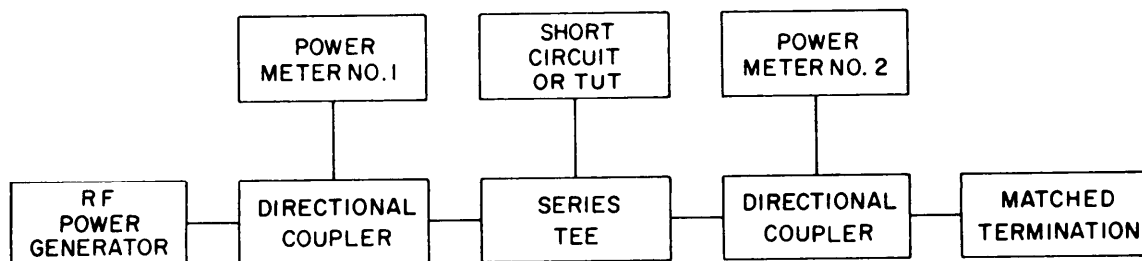 POWER
METER NO. 1
SHORT
CIRCUIT
OR TUT
POWER
METER NO. 2
RF
POWER
GENERATOR
DIRECTIONAL
COUPLER
SERIES
TEE
DIRECTIONAL
COUPLER
MATCHED
TERMINATION